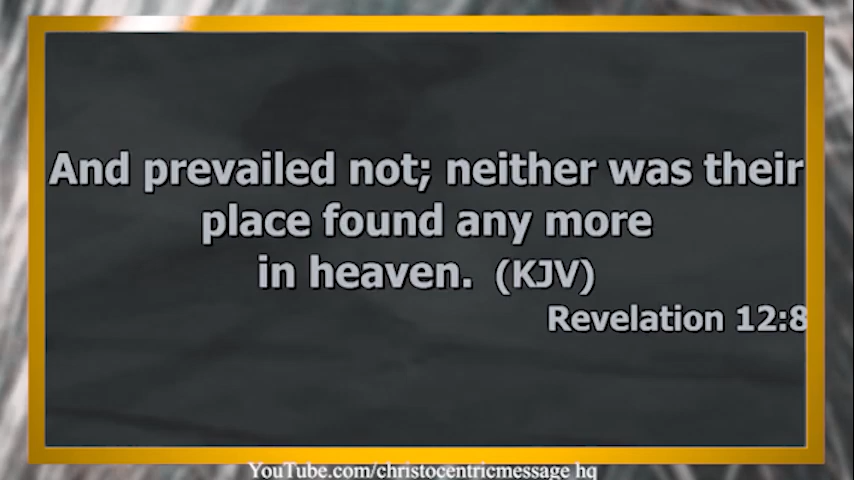 And prevailed not; neither was their
place found any more
in heaven. (KJV)
Revelation 12:8
YouTube.com/christocentricmessage hq